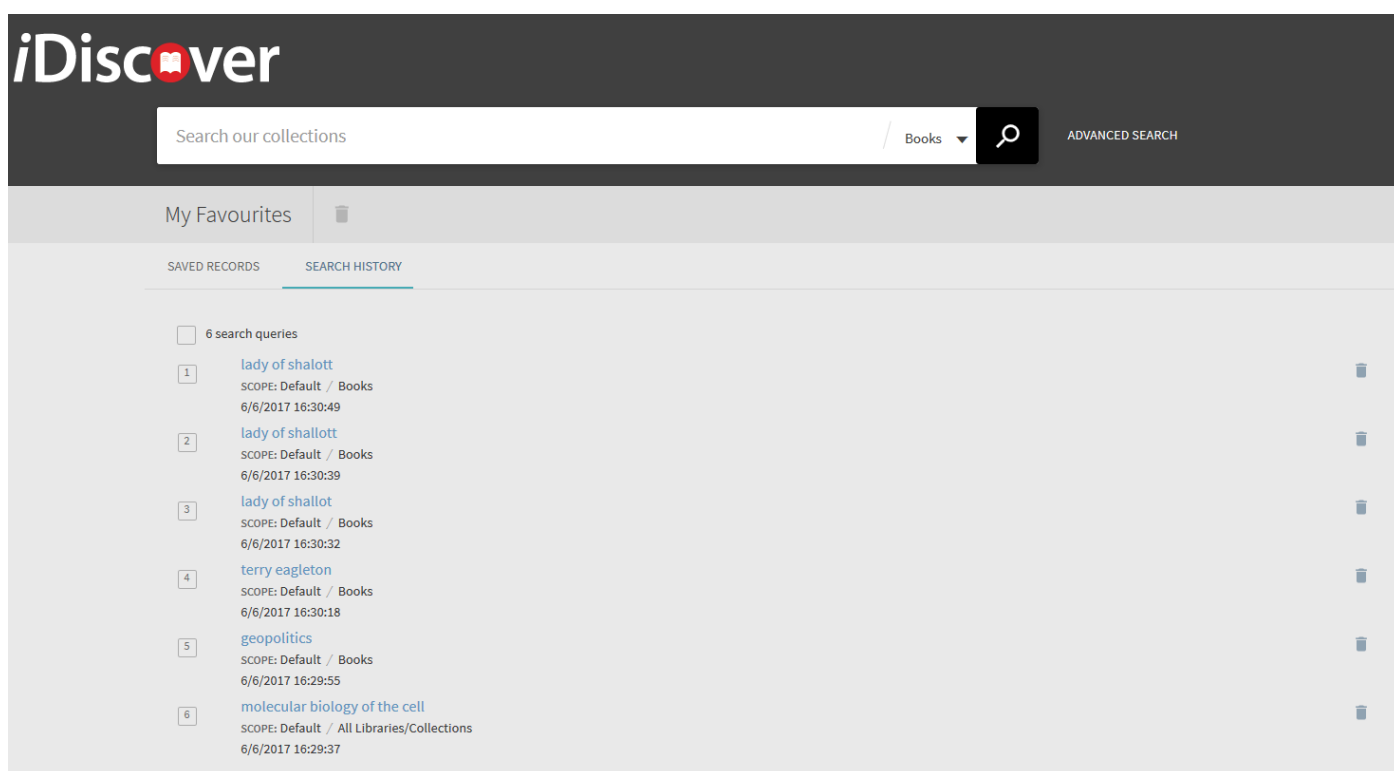 iDiscover
Search our collections / Books
ADVANCED SEARCH
My Favourites
SAVED RECORDS SEARCH HISTORY
6 search queries
1 lady of shalott
SCOPE: Default / Books
6/6/2017 16:30:49
2 lady of shallott
SCOPE: Default / Books
6/6/2017 16:30:39
3 lady of shallot
SCOPE: Default / Books
6/6/2017 16:30:32
4 terry eagleton
SCOPE: Default / Books
6/6/2017 16:30:18
5 geopolitics
SCOPE: Default / Books
6/6/2017 16:29:55
6 molecular biology of the cell
SCOPE: Default / All Libraries/Collections
6/6/2017 16:29:37